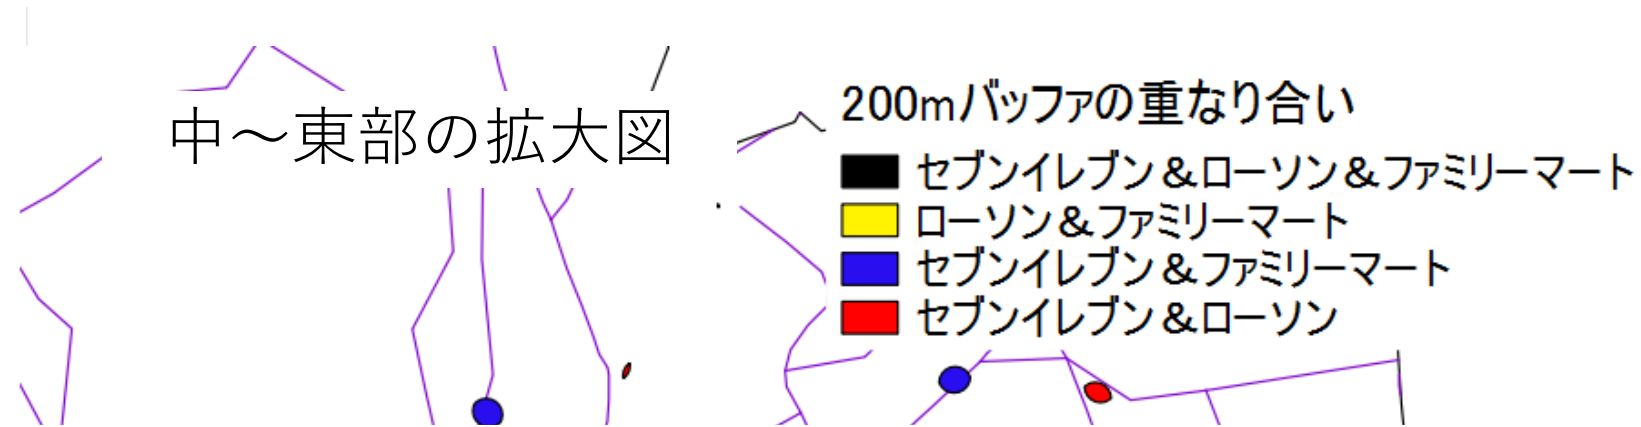 中～東部の拡大図
200mバッファの重なり合い
セブンイレブン＆ローソン＆ファミリーマート
ローソン＆ファミリーマート
セブンイレブン＆ファミリーマート
セブンイレブン＆ローソン